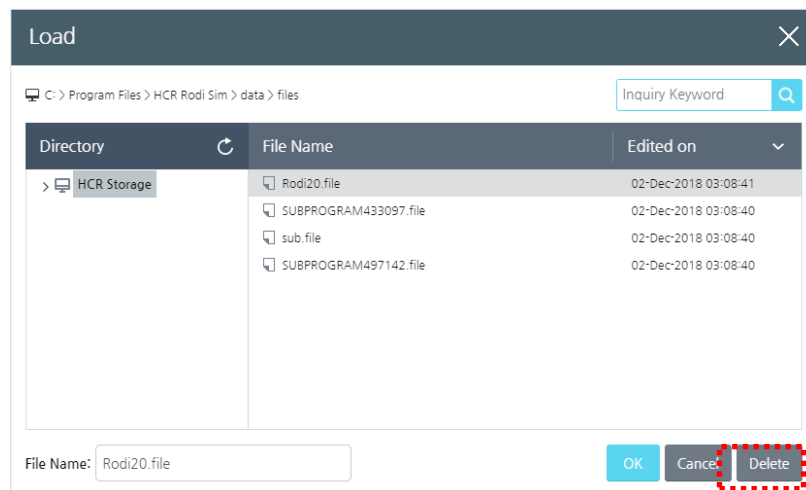 Load
C: > Program Files > HCR Rodi Sim > data > files
Inquiry Keyword
Directory File Name Edited on
> HCR Storage Rodi20.file 02-Dec-2018 03:08:41
SUBPROGRAM433097.file 02-Dec-2018 03:08:40
sub.file 02-Dec-2018 03:08:40
SUBPROGRAM497142.file 02-Dec-2018 03:08:40
File Name: Rodi20.file OK Cancel Delete